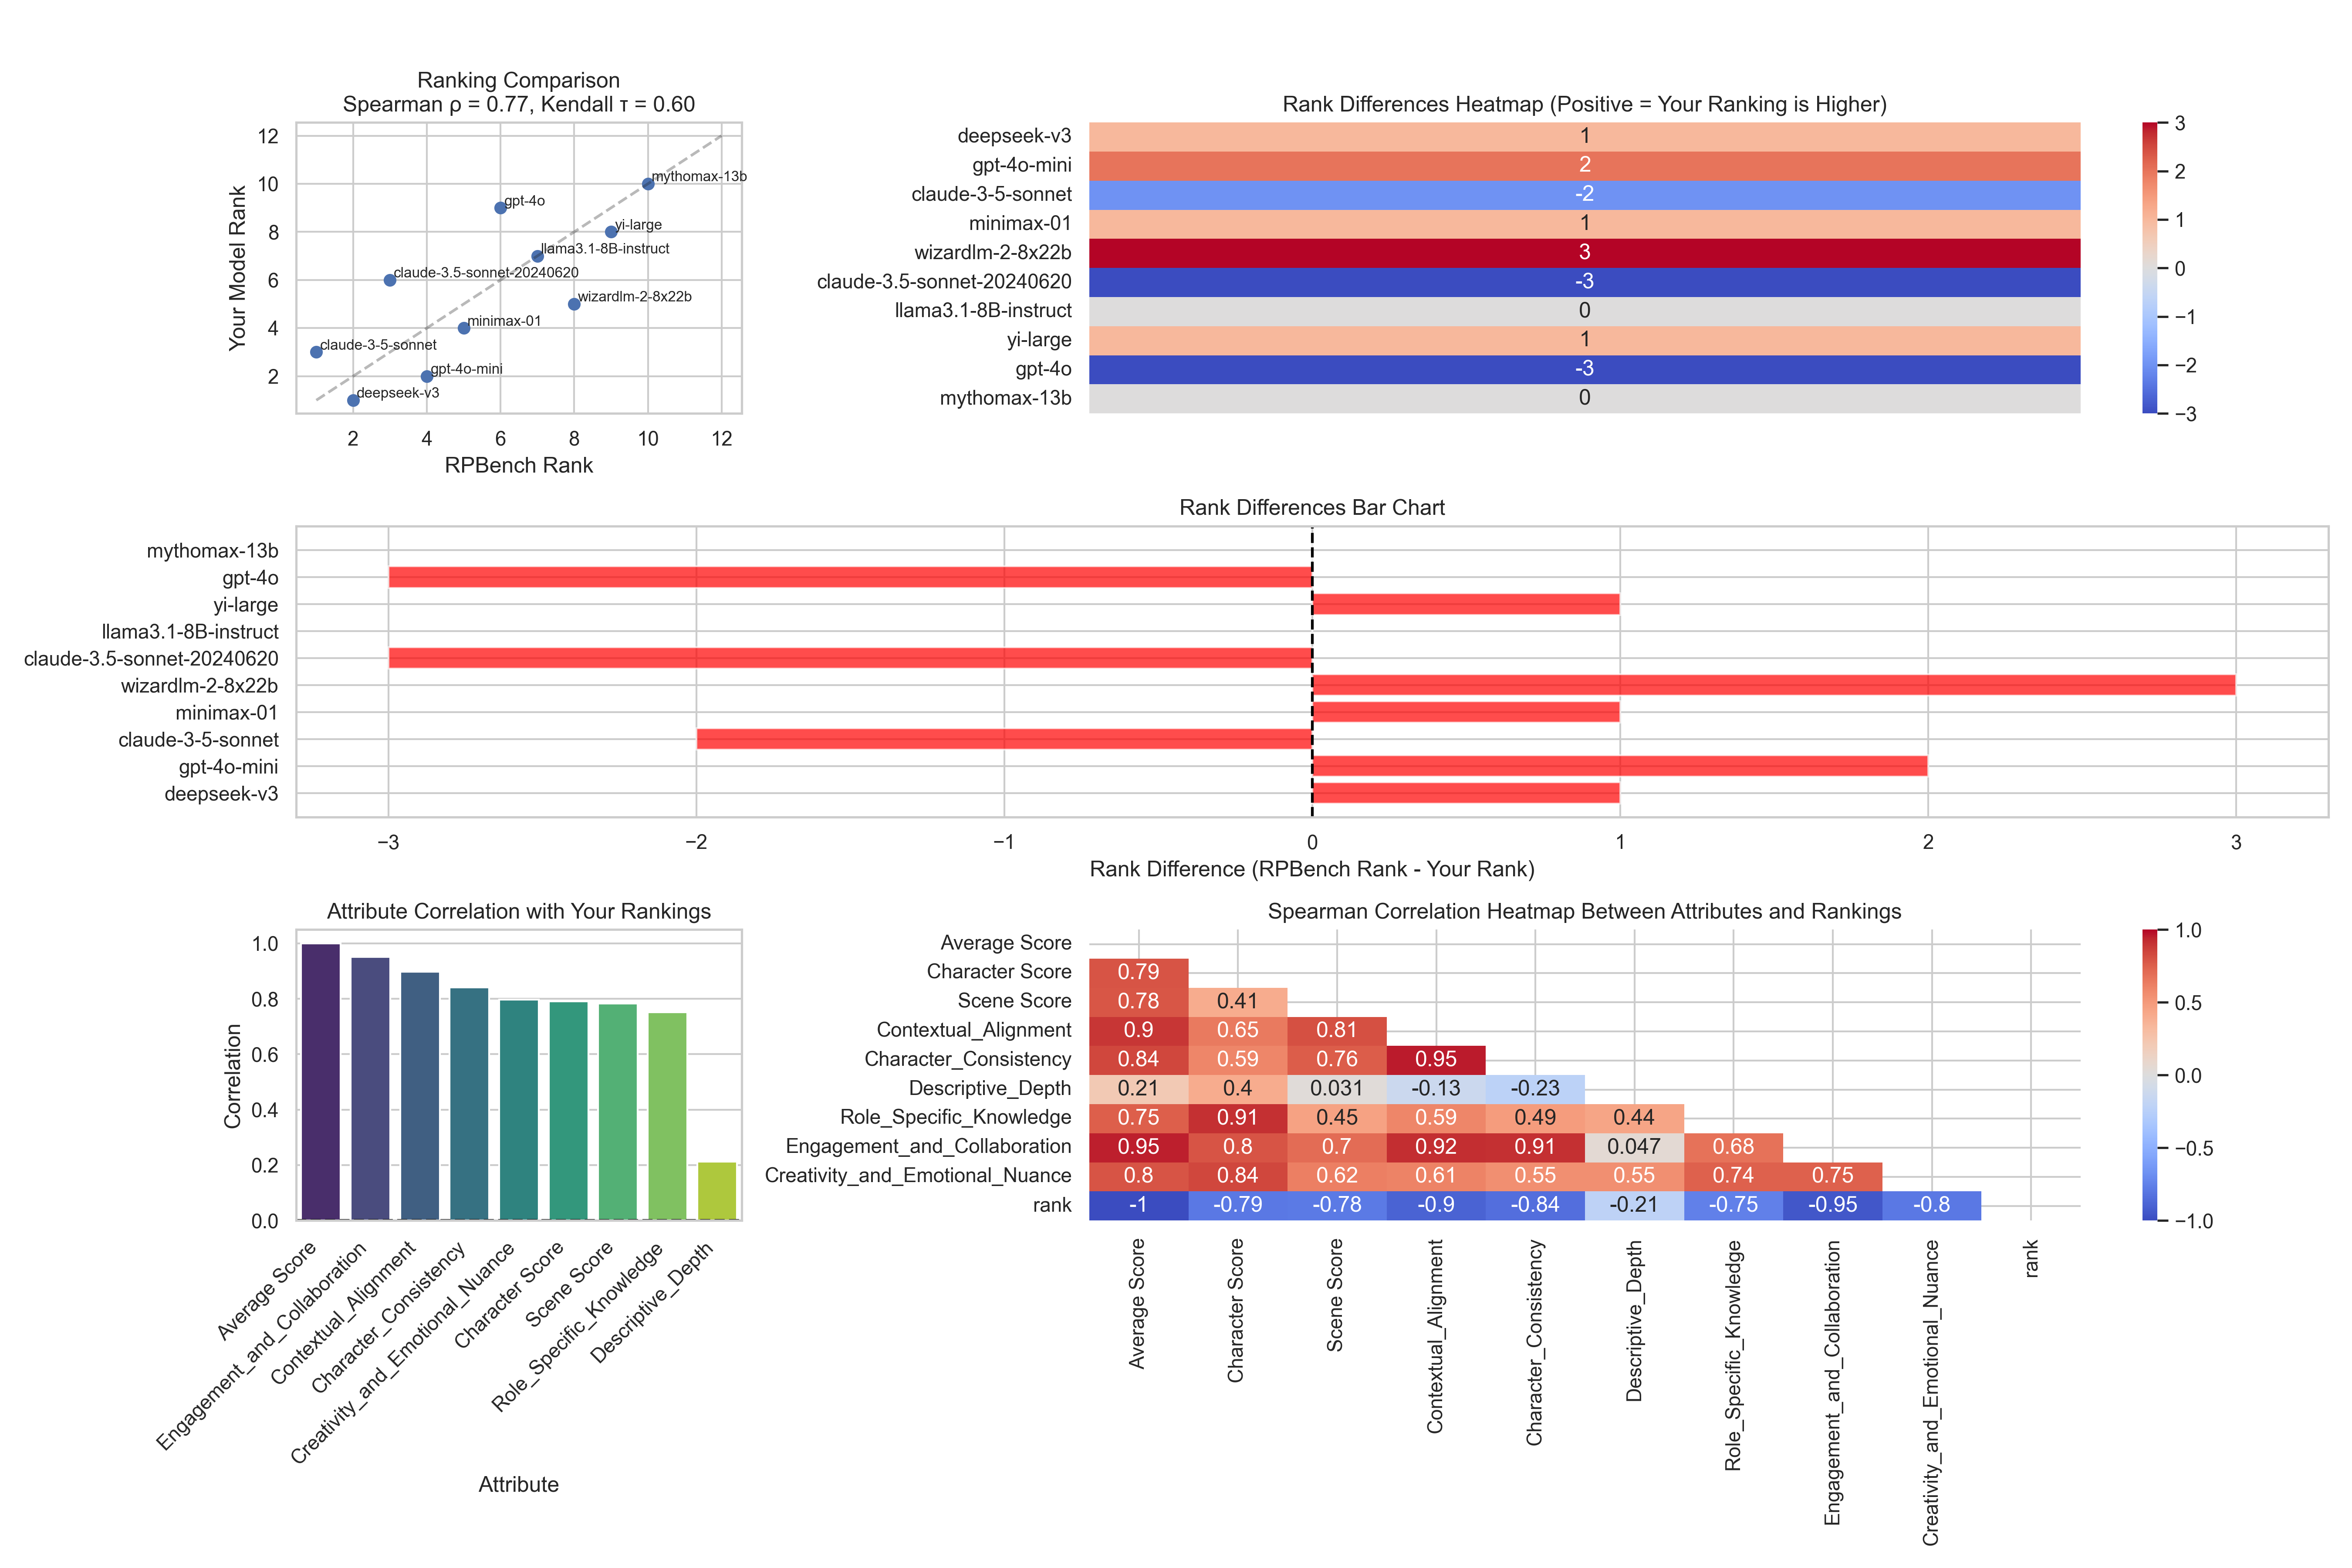 Ranking Comparison
Spearman ρ = 0.77, Kendall τ = 0.60
12
10
8
6
4
2
Your Model Rank
mythomax-13b
gpt-4o
yi-large
llama3.1-8B-instruct
claude-3.5-sonnet-20240620
wizardlm-2-8x22b
minimax-01
claude-3-5-sonnet
gpt-4o-mini
deepseek-v3
2 4 6 8 10 12
RPBench Rank
Rank Differences Heatmap (Positive = Your Ranking is Higher)
deepseek-v3 1
gpt-4o-mini 2
claude-3-5-sonnet -2
minimax-01 1
wizardlm-2-8x22b 3
claude-3.5-sonnet-20240620 -3
llama3.1-8B-instruct 0
yi-large 1
gpt-4o -3
mythomax-13b 0
3
2
1
0
−1
−2
−3
Rank Differences Bar Chart
mythomax-13b
gpt-4o
yi-large
llama3.1-8B-instruct
claude-3.5-sonnet-20240620
wizardlm-2-8x22b
minimax-01
claude-3-5-sonnet
gpt-4o-mini
deepseek-v3
−3 −2 −1 0 1 2 3
Rank Difference (RPBench Rank - Your Rank)
Attribute Correlation with Your Rankings
1.0
0.8
0.6
0.4
0.2
0.0
Correlation
Average Score
Engagement_and_Collaboration
Contextual_Alignment
Character_Consistency
Creativity_and_Emotional_Nuance
Character Score
Scene Score
Role_Specific_Knowledge
Descriptive_Depth
Attribute
Spearman Correlation Heatmap Between Attributes and Rankings
Average Score
Character Score 0.79
Scene Score 0.78 0.41
Contextual_Alignment 0.9 0.65 0.81
Character_Consistency 0.84 0.59 0.76 0.95
Descriptive_Depth 0.21 0.4 0.031 -0.13 -0.23
Role_Specific_Knowledge 0.75 0.91 0.45 0.59 0.49 0.44
Engagement_and_Collaboration 0.95 0.8 0.7 0.92 0.91 0.047 0.68
Creativity_and_Emotional_Nuance 0.8 0.84 0.62 0.61 0.55 0.55 0.74 0.75
rank -1 -0.79 -0.78 -0.9 -0.84 -0.21 -0.75 -0.95 -0.8
Average Score
Character Score
Scene Score
Contextual_Alignment
Character_Consistency
Descriptive_Depth
Role_Specific_Knowledge
Engagement_and_Collaboration
Creativity_and_Emotional_Nuance
rank
1.0
0.5
0.0
−0.5
−1.0